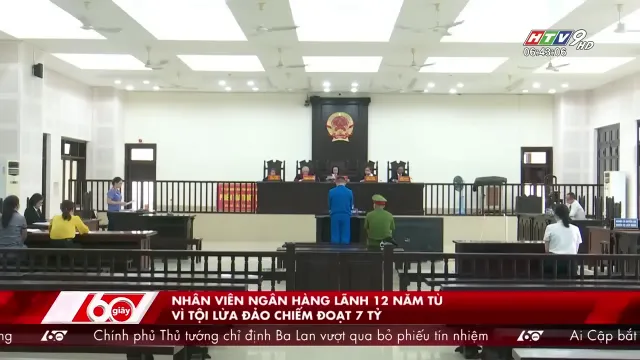 HTV9 HD
06:43:06
60 giây
NHÂN VIÊN NGÂN HÀNG LÃNH 12 NĂM TÙ
VÌ TỘI LỪA ĐẢO CHIẾM ĐOẠT 7 TỶ
60 Chính phủ Thủ tướng chỉ định Ba Lan vượt qua bỏ phiếu tín nhiệm 60 Ai Cập bắt